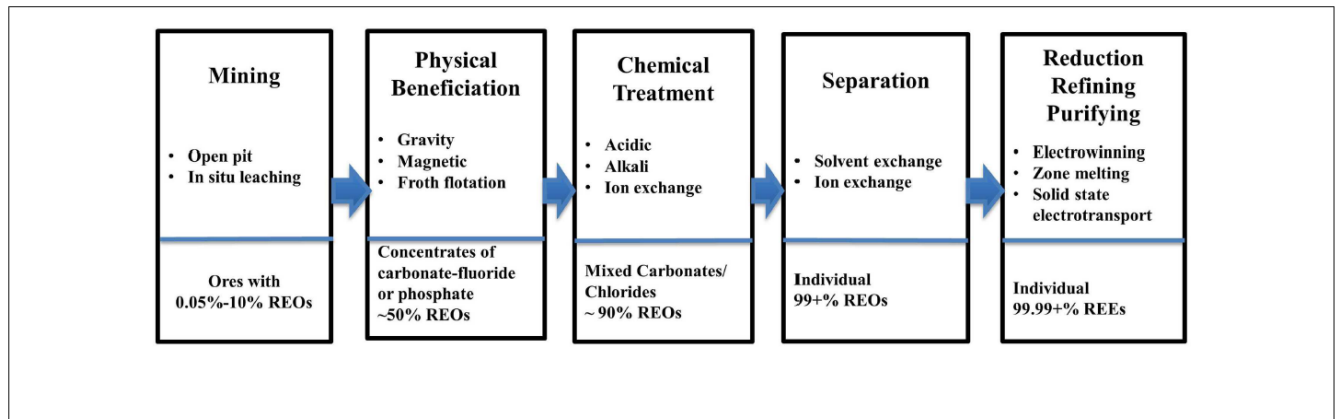 Mining
• Open pit
• In situ leaching
Ores with
0.05%-10% REOs
Physical
Beneficiation
• Gravity
• Magnetic
• Froth flotation
Concentrates of
carbonate-fluoride
or phosphate
~50% REOs
Chemical
Treatment
• Acidic
• Alkali
• Ion exchange
Mixed Carbonates/
Chlorides
~ 90% REOs
Separation
• Solvent exchange
• Ion exchange
Individual
99+% REOs
Reduction
Refining
Purifying
• Electrowinning
• Zone melting
• Solid state
electrotransport
Individual
99.99+% REEs